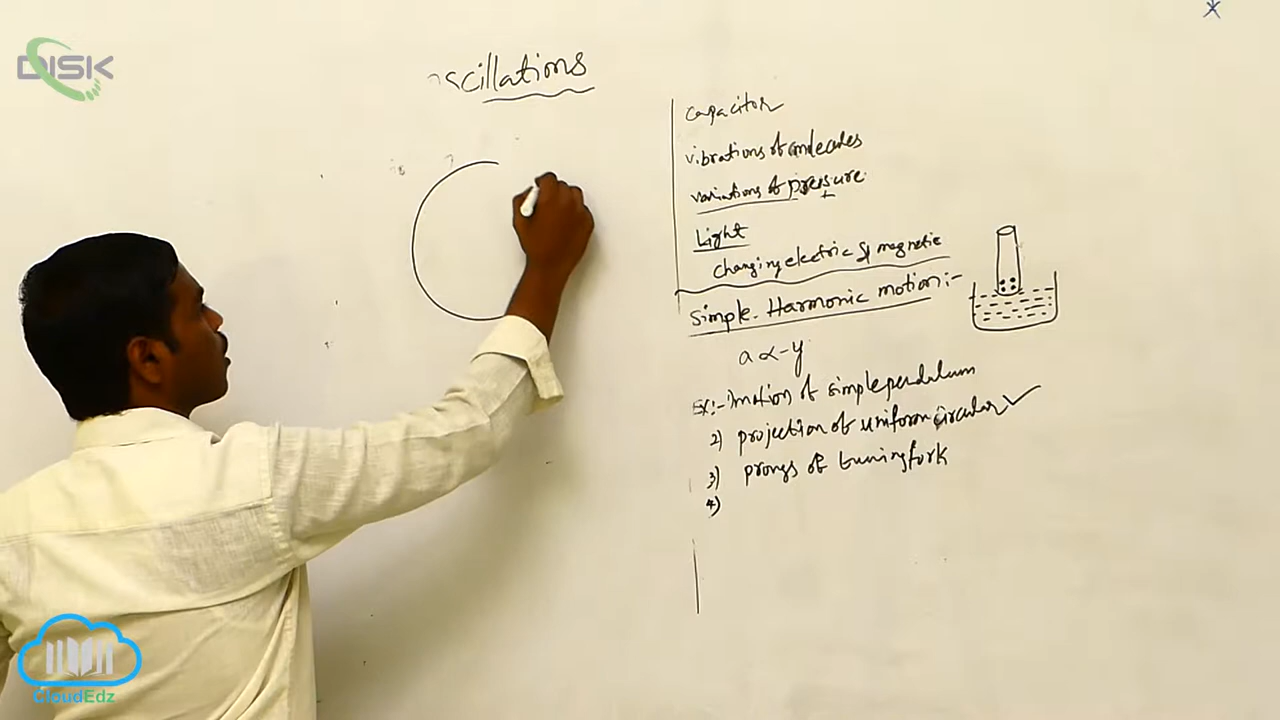 DISK
oscillations
capacitor
vibrations of molecules
variations of pressure
Light
changing electric & magnetic
simple. Harmonic motion:-
a ∝ -y
Ex:- motion of simple pendulum
2) projection of uniform circular ✓
3) prongs of tuning fork
4)
CloudEdz